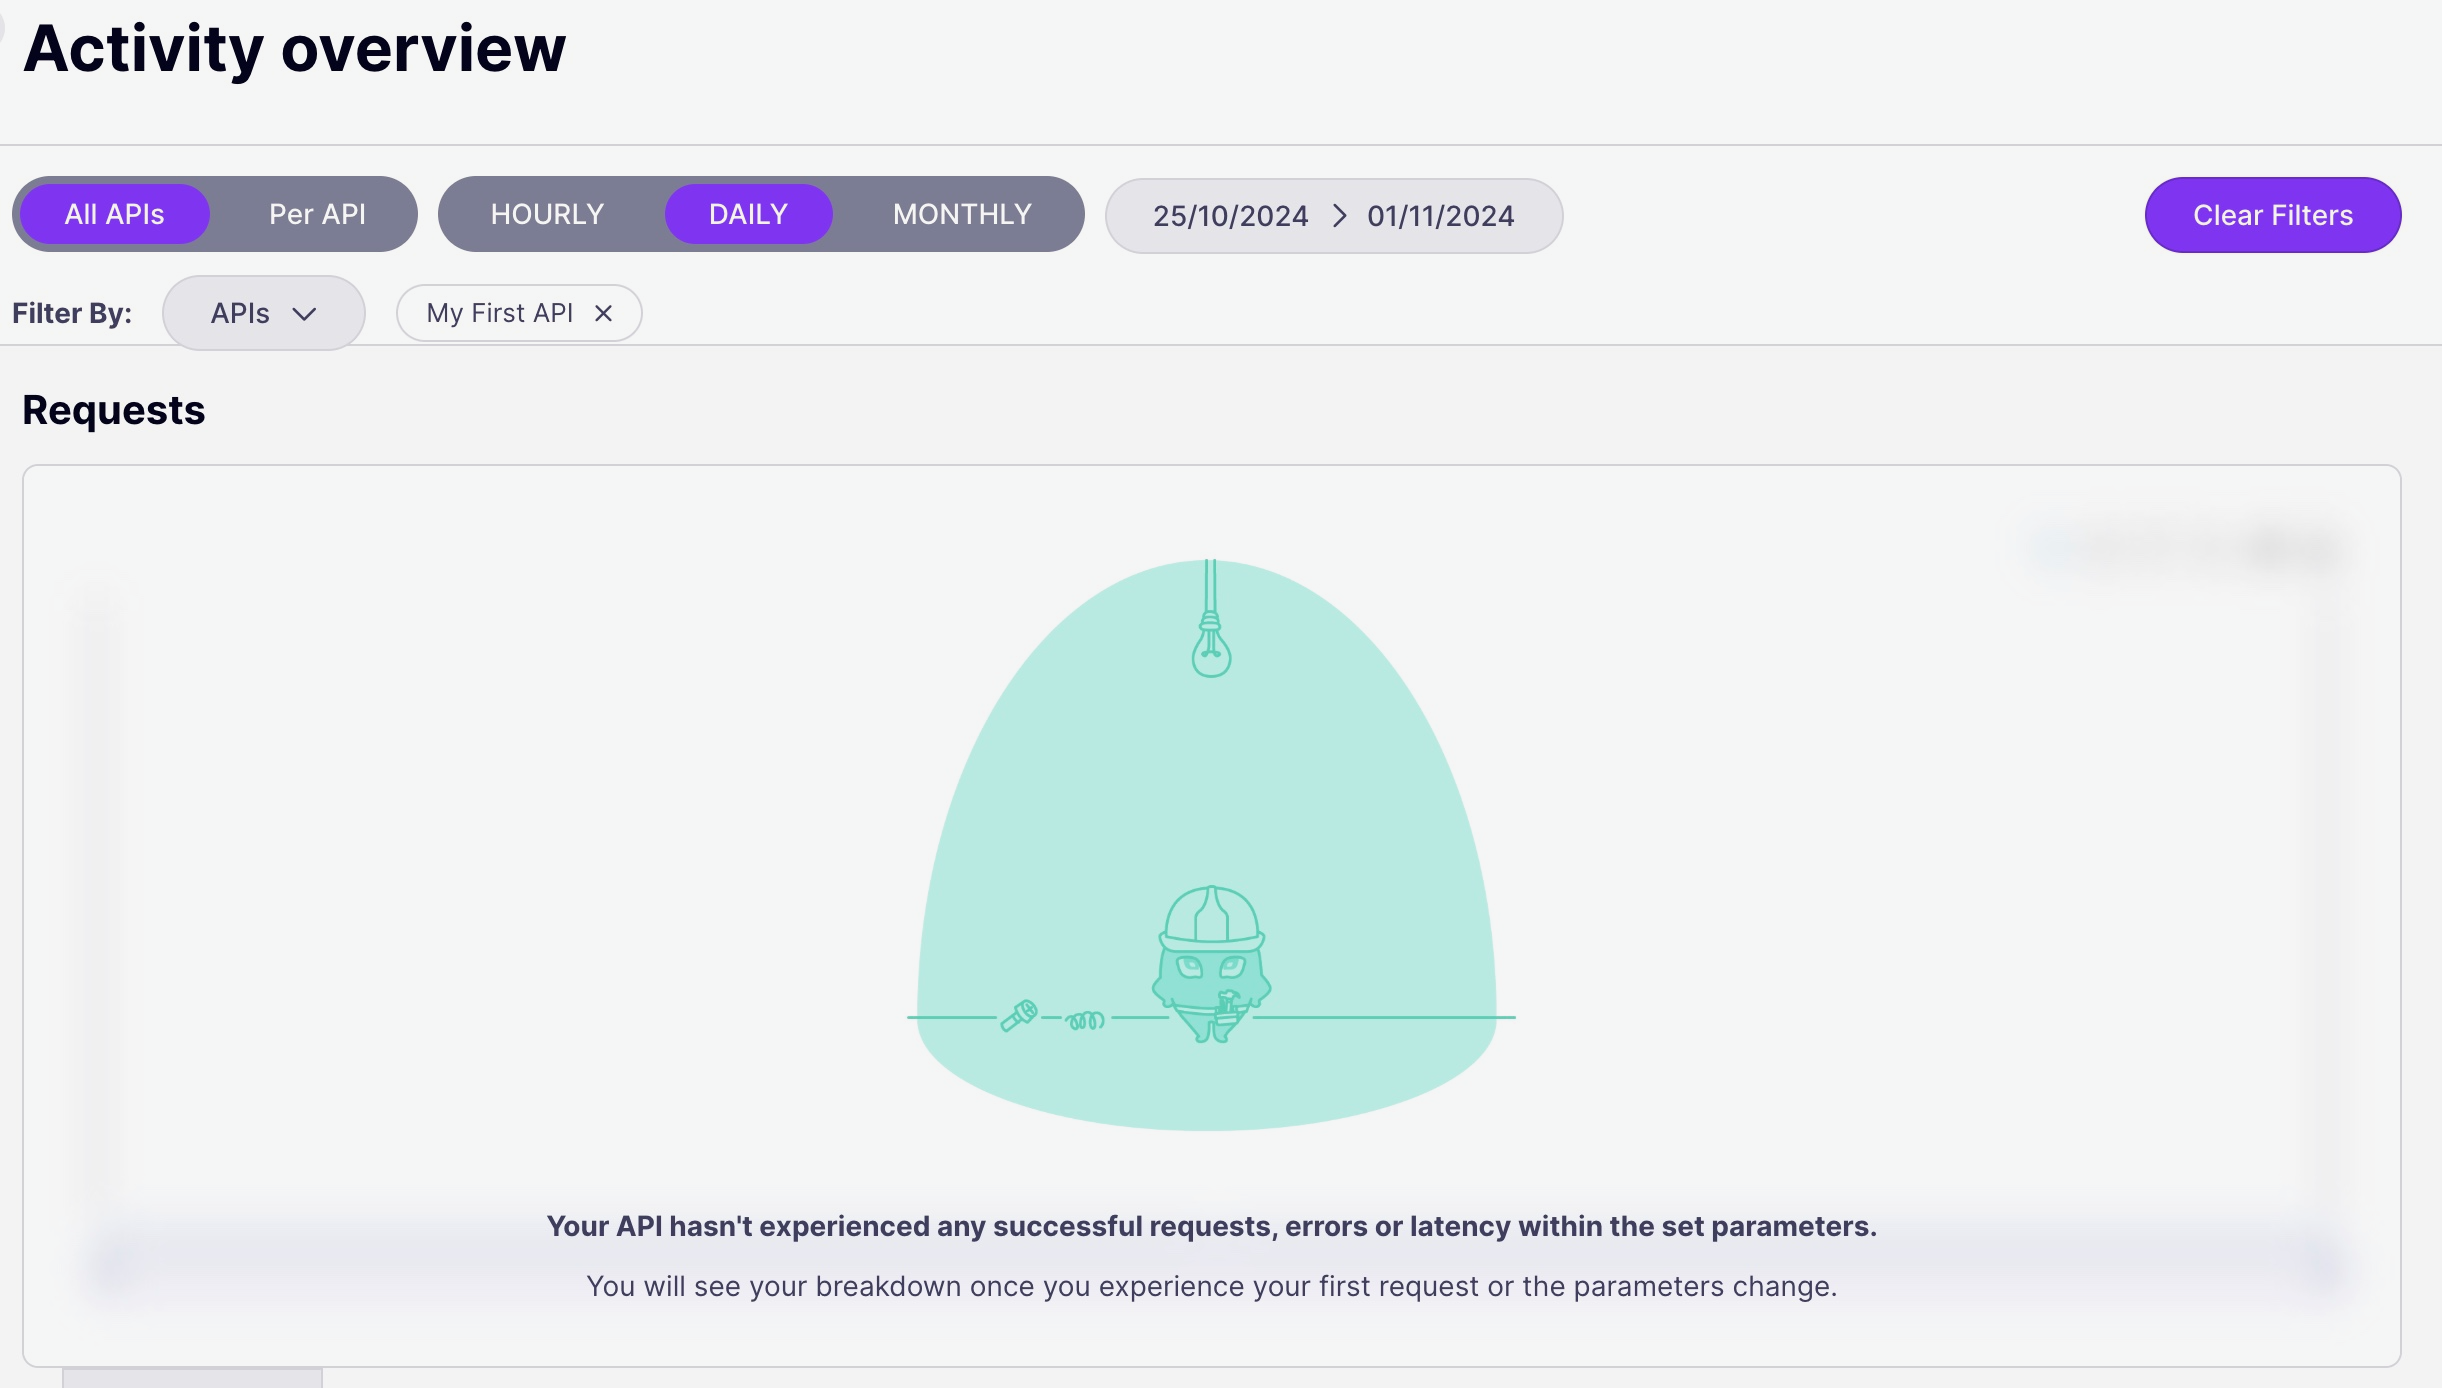 Activity overview
All APIs Per API HOURLY DAILY MONTHLY 25/10/2024 01/11/2024 Clear Filters
Filter By: APIs My First API
Requests
Your API hasn't experienced any successful requests, errors or latency within the set parameters.
You will see your breakdown once you experience your first request or the parameters change.